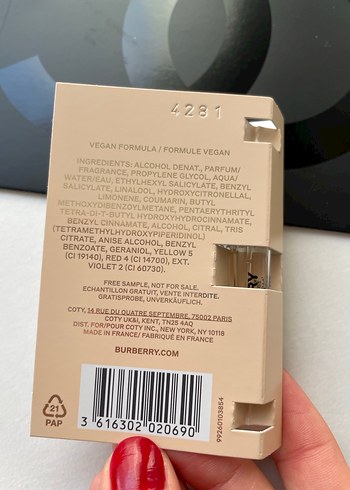 4281
VEGAN FORMULA / FORMULE VEGAN
INGREDIENTS: ALCOHOL DENAT., PARFUM/
FRAGRANCE, PROPYLENE GLYCOL, AQUA/
WATER/EAU, ETHYLHEXYL SALICYLATE, BENZYL
SALICYLATE, LINALOOL, HYDROXYCITRONELLAL,
LIMONENE, COUMARIN, BUTYL
METHOXYDIBENZOYLMETANE, PENTAERYTHRITYL
TETRA-DI-T-BUTYL HYDROXYHYDROCINNAMATE,
BENZYL CINNAMATE, ALCOHOL, CITRAL, TRIS
(TETRAMETHYLHYDROXYPIPERIDINOL)
CITRATE, ANISE ALCOHOL, BENZYL
BENZOATE, GERANIOL, YELLOW 5
(CI 19140), RED 4 (CI 14700), EXT.
VIOLET 2 (CI 60730).
FREE SAMPLE, NOT FOR SALE.
ECHANTILLON GRATUIT, VENTE INTERDITE.
GRATISPROBE, UNVERKÄUFLICH.
COTY, 14 RUE DU QUATRE SEPTEMBRE, 75002 PARIS
COTY UK&I, KENT, TN25 4AQ
DIST. FOR/POUR COTY INC., NEW YORK, NY 10118
MADE IN FRANCE/ FABRIQUÉ EN FRANCE
BURBERRY.COM
21
PAP
3 616302 020690
99260103854
RY